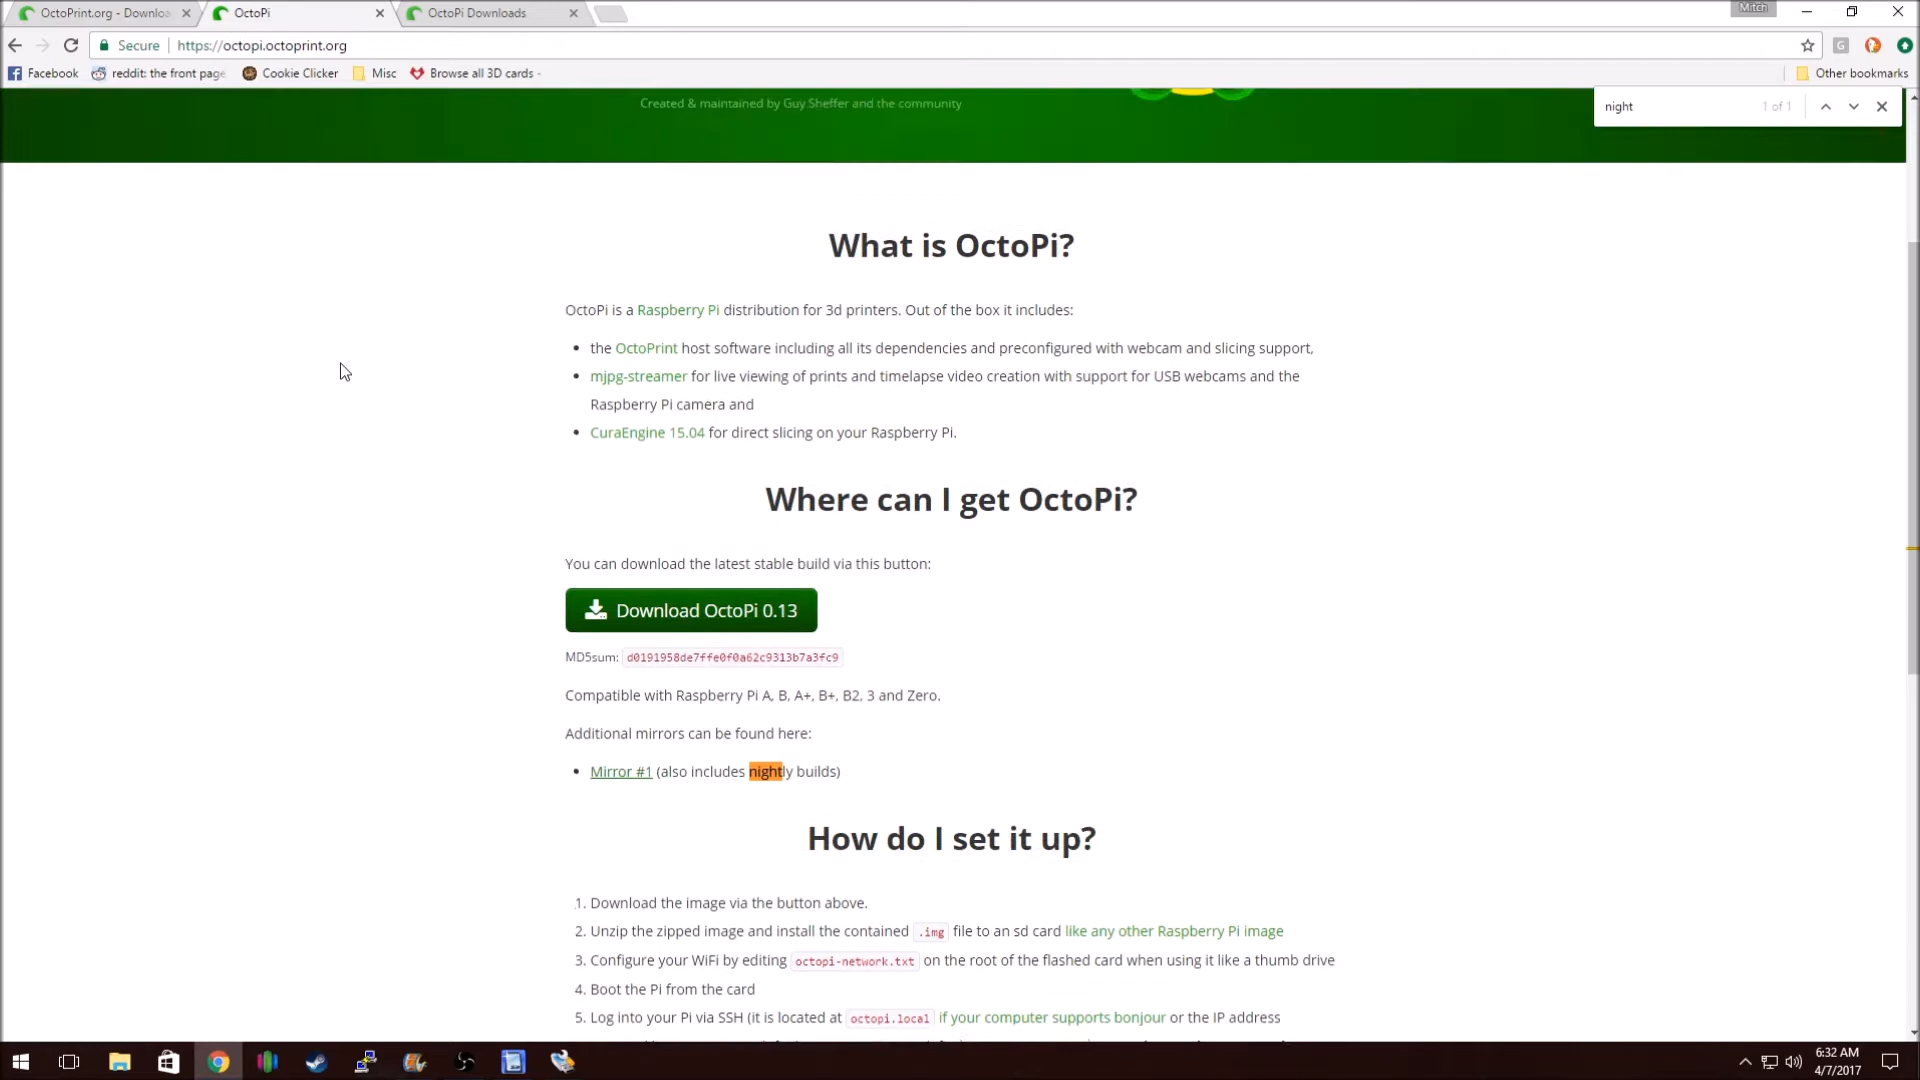 OctoPrint.org - Downloa
OctoPi
OctoPi Downloads
Mitch
Secure
https://octopi.octoprint.org
Facebook
reddit: the front page
Cookie Clicker
Misc
Browse all 3D cards -
Other bookmarks
Created & maintained by Guy Sheffer and the community
night
1 of 1
What is OctoPi?
OctoPi is a Raspberry Pi distribution for 3d printers. Out of the box it includes:
• the OctoPrint host software including all its dependencies and preconfigured with webcam and slicing support,
• mjpg-streamer for live viewing of prints and timelapse video creation with support for USB webcams and the
Raspberry Pi camera and
• CuraEngine 15.04 for direct slicing on your Raspberry Pi.
Where can I get OctoPi?
You can download the latest stable build via this button:
Download OctoPi 0.13
MD5sum: d0191958de7ffe0f0a62c9313b7a3fc9
Compatible with Raspberry Pi A, B, A+, B+, B2, 3 and Zero.
Additional mirrors can be found here:
• Mirror #1 (also includes nightly builds)
How do I set it up?
1. Download the image via the button above.
2. Unzip the zipped image and install the contained .img file to an sd card like any other Raspberry Pi image
3. Configure your WiFi by editing octopi-network.txt on the root of the flashed card when using it like a thumb drive
4. Boot the Pi from the card
5. Log into your Pi via SSH (it is located at octopi.local if your computer supports bonjour or the IP address
6:32 AM
4/7/2017